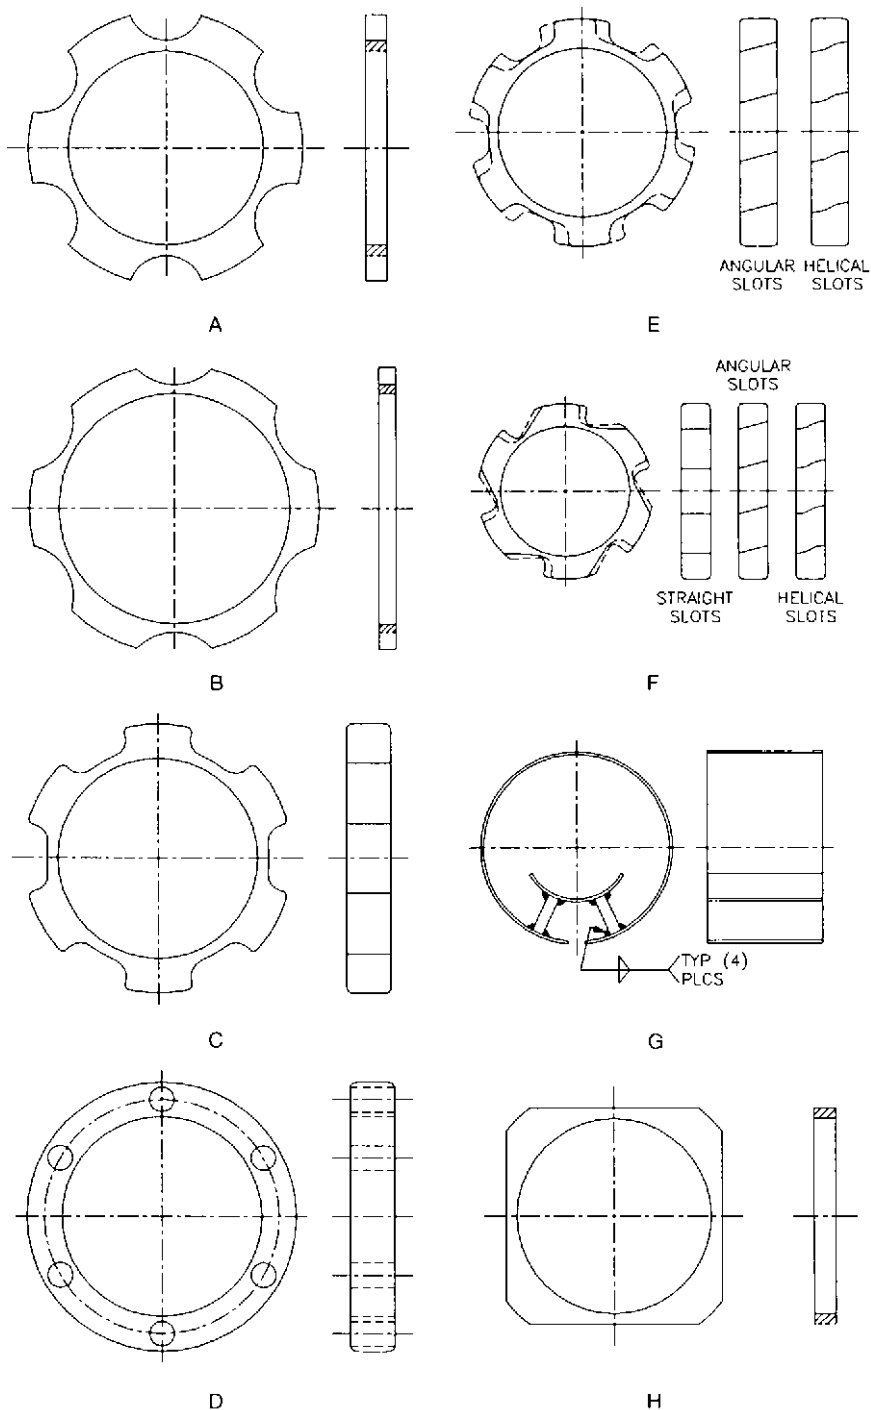 A
ANGULAR
SLOTS
HELICAL
SLOTS
E
B
ANGULAR
SLOTS
STRAIGHT
SLOTS
HELICAL
SLOTS
F
C
TYP (4)
PLCS
G
D
H